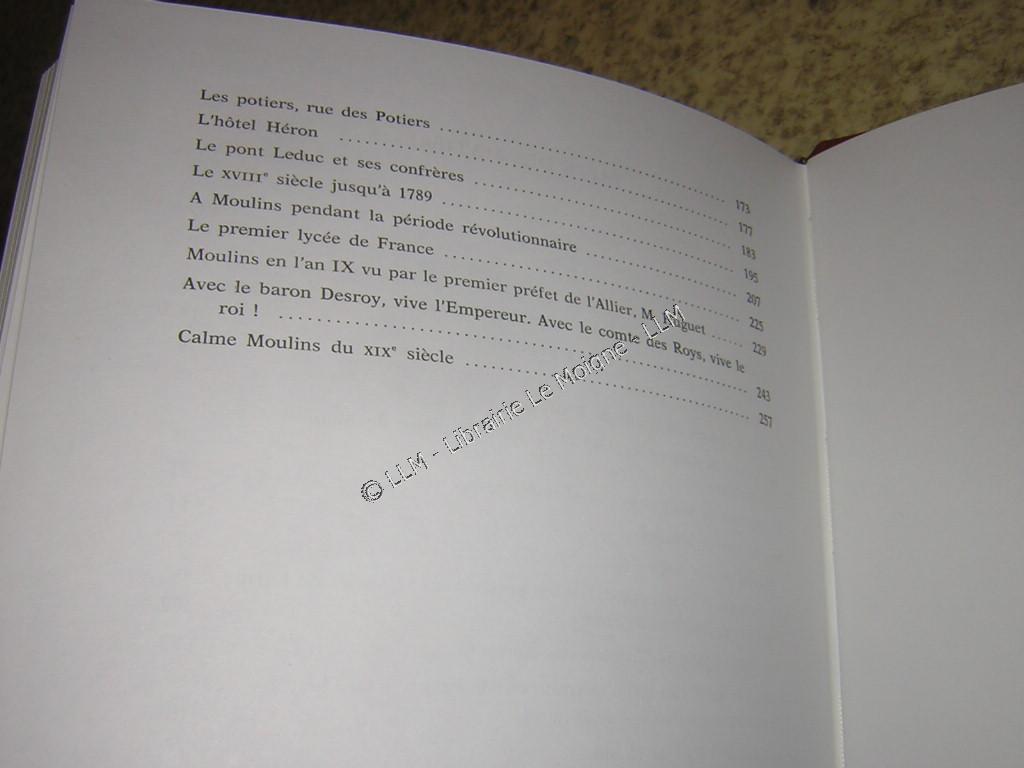 Les potiers, rue des Potiers ........................................ 173
L'hôtel Héron ........................................ 177
Le pont Leduc et ses confrères ........................................ 183
Le XVIIIe siècle jusqu'à 1789 ........................................ 195
A Moulins pendant la période révolutionnaire ........................ 207
Le premier lycée de France ........................................ 225
Moulins en l'an IX vu par le premier préfet de l'Allier, M. Huguet ...... 229
Avec le baron Desroy, vive l'Empereur. Avec le comte des Roys, vive le
roi ! ........................................ 243
Calme Moulins du XIXe siècle ........................................ 257
© LLM - Librairie Le Moigne - LLM